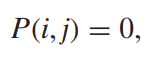 P(i,j) = 0,